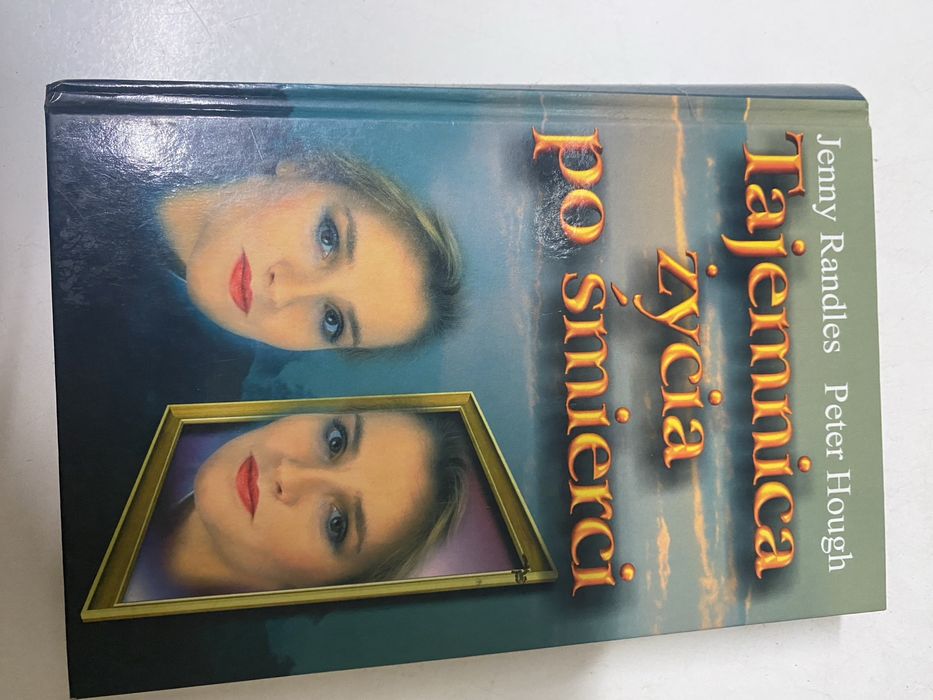 Jenny Randles Peter Hough
Tajemnica
życia
po śmierci